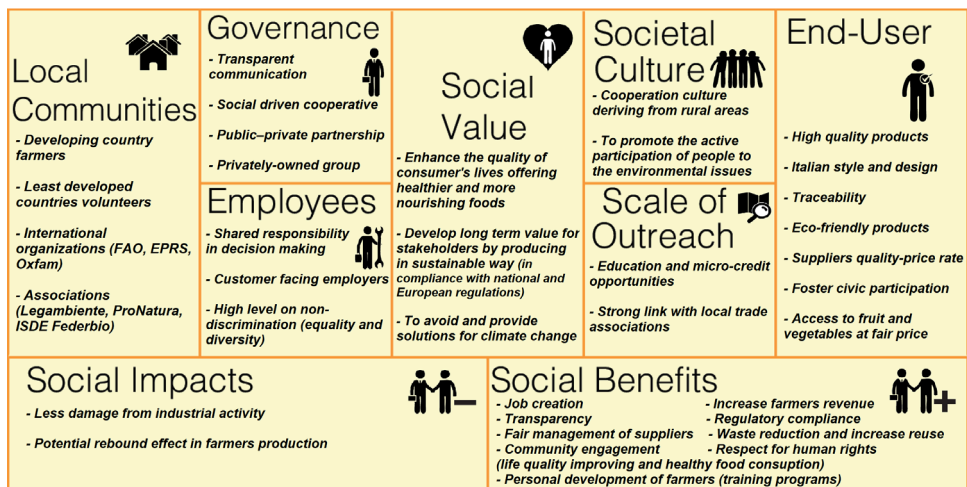 Local
Communities
- Developing country
farmers
- Least developed
countries volunteers
- International
organizations (FAO, EPRS,
Oxfam)
- Associations
(Legambiente, ProNatura,
ISDE Federbio)
Governance
- Transparent
communication
- Social driven cooperative
- Public–private partnership
- Privately-owned group
Employees
- Shared responsibility
in decision making
- Customer facing employers
- High level on non-
discrimination (equality and
diversity)
Social
Value
- Enhance the quality of
consumer's lives offering
healthier and more
nourishing foods
- Develop long term value for
stakeholders by producing
in sustainable way (in
compliance with national and
European regulations)
- To avoid and provide
solutions for climate change
Societal
Culture
- Cooperation culture
deriving from rural areas
- To promote the active
participation of people to
the environmental issues
Scale of
Outreach
- Education and micro-credit
opportunities
- Strong link with local trade
associations
End-User
- High quality products
- Italian style and design
- Traceability
- Eco-friendly products
- Suppliers quality-price rate
- Foster civic participation
- Access to fruit and
vegetables at fair price
Social Impacts
- Less damage from industrial activity
- Potential rebound effect in farmers production
Social Benefits
- Job creation
- Transparency
- Fair management of suppliers
- Community engagement
(life quality improving and healthy food consuption)
- Personal development of farmers (training programs)
- Increase farmers revenue
- Regulatory compliance
- Waste reduction and increase reuse
- Respect for human rights